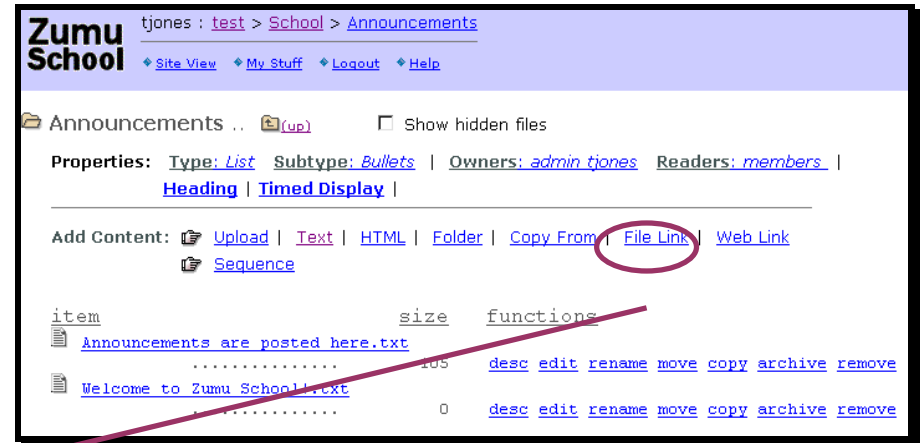 Zumu School
tjones : test > School > Announcements
Site View My Stuff Logout Help
Announcements .. (up) Show hidden files
Properties: Type: List Subtype: Bullets | Owners: admin tjones Readers: members |
Heading | Timed Display |
Add Content: Upload | Text | HTML | Folder | Copy From | File Link | Web Link
Sequence
item size functions
Announcements are posted here.txt
............... 105 desc edit rename move copy archive remove
Welcome to Zumu School!.txt
............... 0 desc edit rename move copy archive remove